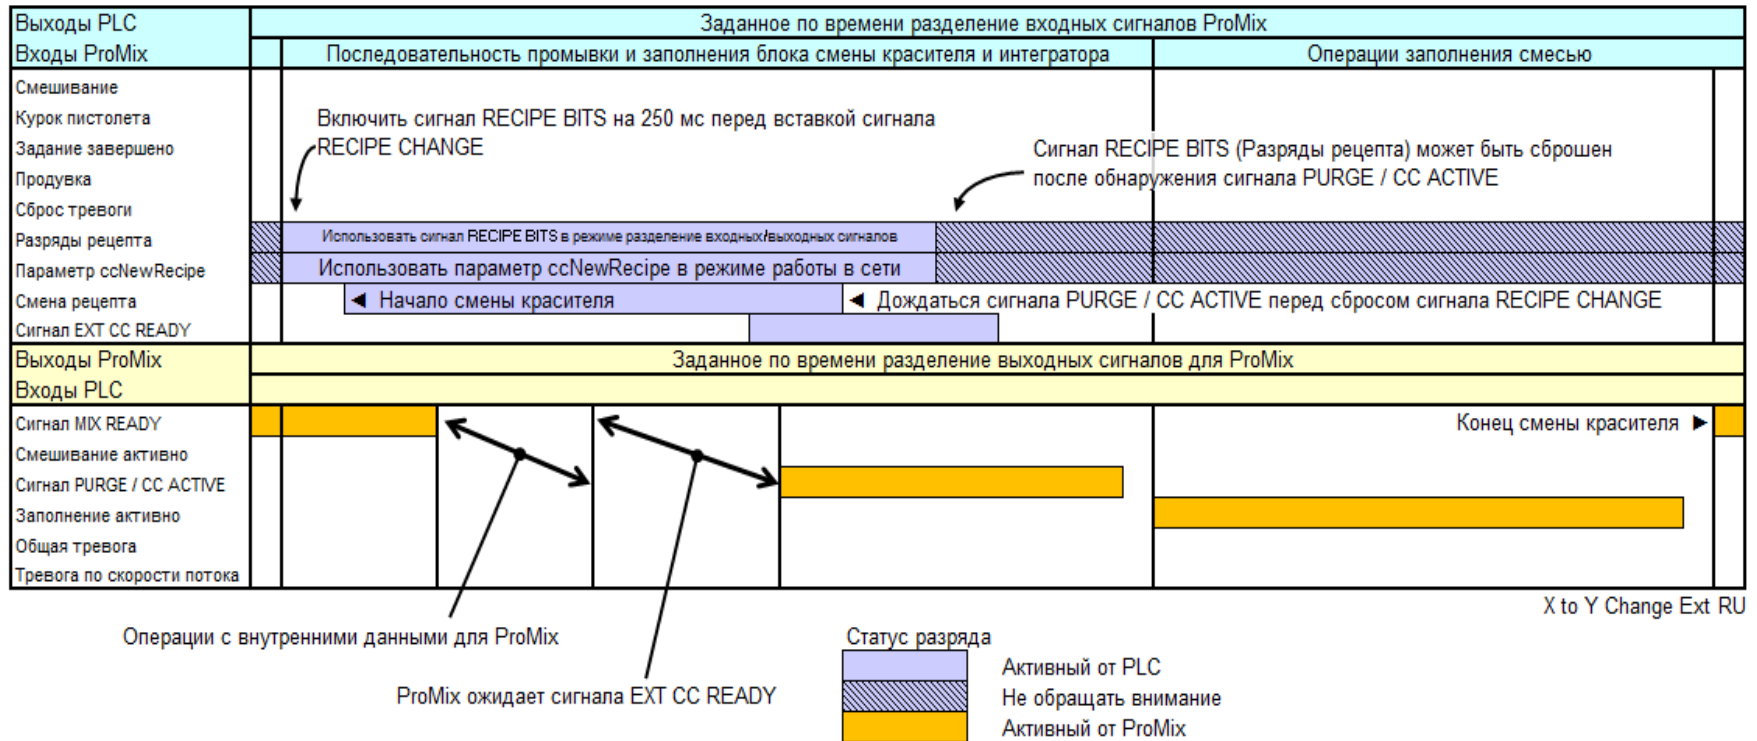 Выходы PLC
Заданное по времени разделение входных сигналов ProMix
Входы ProMix
Последовательность промывки и заполнения блока смены красителя и интегратора
Операции заполнения смесью
Смешивание
Курок пистолета
Задание завершено
Продувка
Сброс тревоги
Разряды рецепта
Параметр ccNewRecipe
Смена рецепта
Сигнал EXT CC READY
Включить сигнал RECIPE BITS на 250 мс перед вставкой сигнала
RECIPE CHANGE
Сигнал RECIPE BITS (Разряды рецепта) может быть сброшен
после обнаружения сигнала PURGE / CC ACTIVE
Использовать сигнал RECIPE BITS в режиме разделение входных/выходных сигналов
Использовать параметр ccNewRecipe в режиме работы в сети
◄ Начало смены красителя
◄ Дождаться сигнала PURGE / CC ACTIVE перед сбросом сигнала RECIPE CHANGE
Выходы ProMix
Заданное по времени разделение выходных сигналов для ProMix
Входы PLC
Сигнал MIX READY
Конец смены красителя ►
Смешивание активно
Сигнал PURGE / CC ACTIVE
Заполнение активно
Общая тревога
Тревога по скорости потока
X to Y Change Ext RU
Операции с внутренними данными для ProMix
ProMix ожидает сигнала EXT CC READY
Статус разряда
Активный от PLC
Не обращать внимание
Активный от ProMix